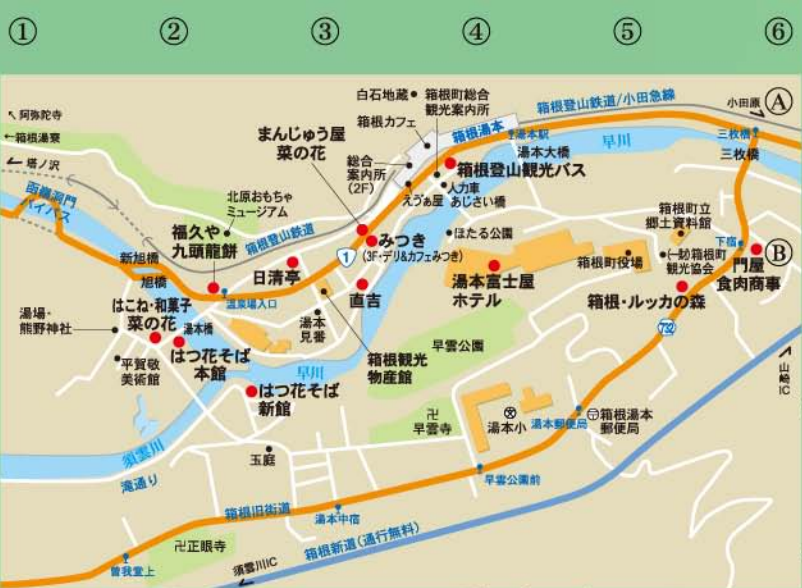 ①
②
③
④
⑤
⑥
Ⓐ
Ⓑ
↖阿弥陀寺
←箱根湯寮
←塔ノ沢
函嶺洞門
バイパス
白石地蔵
箱根町総合
観光案内所
箱根登山鉄道/小田急線
小田原
箱根カフェ
まんじゅう屋
菜の花
箱根湯本
湯本駅
三枚橋
三枚橋
早川
総合
案内所
(2F)
湯本大橋
箱根登山観光バス
えゔぁ屋
人力車
あじさい橋
北原おもちゃ
ミュージアム
福久や
九頭龍餅
箱根登山鉄道
みつき
(3F・デリ&カフェみつき)
1
ほたる公園
箱根町立
郷土資料館
下宿
新旭橋
旭橋
日清亭
直吉
湯本富士屋
ホテル
箱根町役場
(一財)箱根町
観光協会
門屋
食肉商事
箱根・ルッカの森
温泉場入口
湯場・
熊野神社
はこね・和菓子
菜の花
湯本橋
はつ花そば
本館
湯本
見番
箱根観光
物産館
732
早雲公園
平賀敬
美術館
早川
はつ花そば
新館
山崎IC
卍
早雲寺
湯本小
湯本郵便局
箱根湯本
郵便局
須雲川
滝通り
玉庭
早雲公園前
箱根旧街道
湯本中宿
箱根新道(通行無料)
卍正眼寺
曽我堂上
須雲川IC